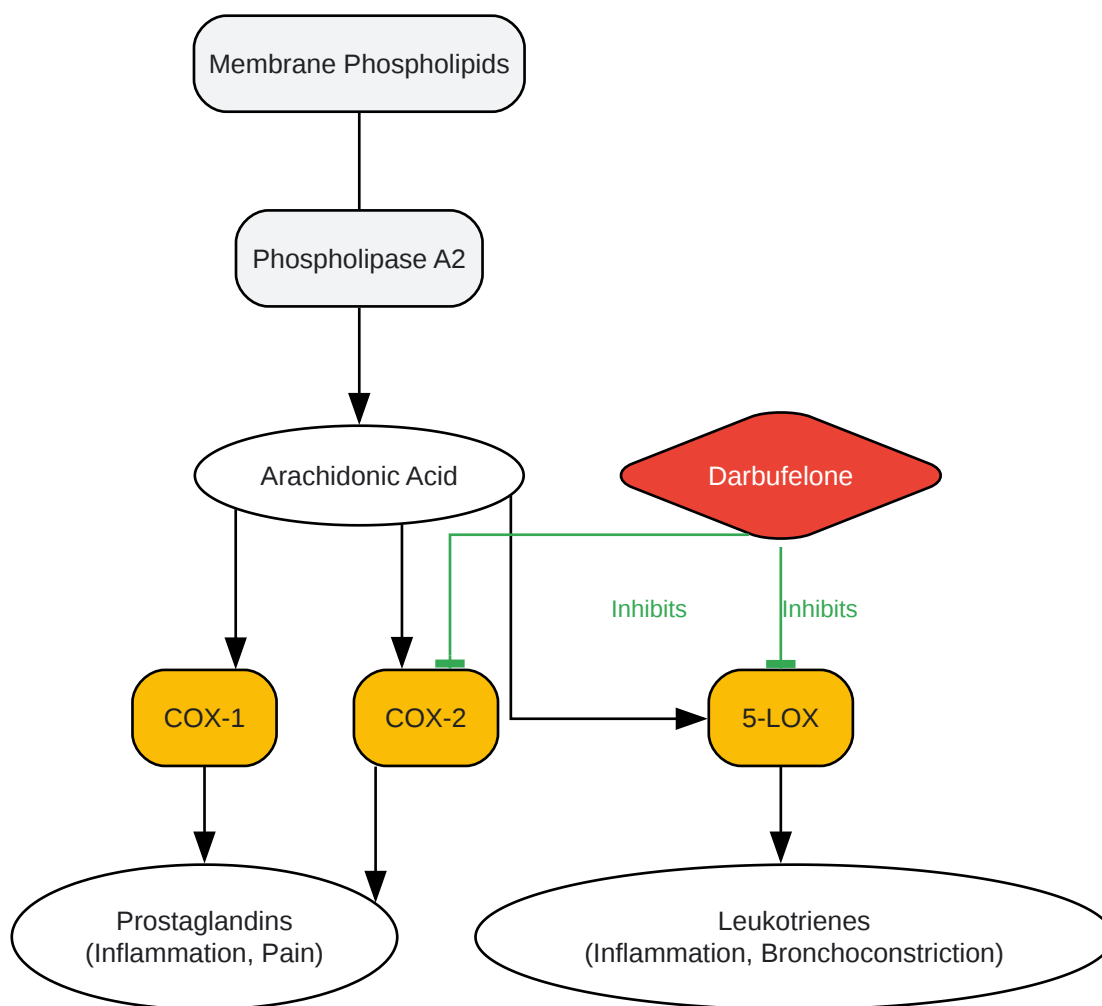 Membrane Phospholipids
Phospholipase A2
Arachidonic Acid
Darbufelone
Inhibits
Inhibits
COX-1
COX-2
5-LOX
Prostaglandins
(Inflammation, Pain)
Leukotrienes
(Inflammation, Bronchoconstriction)